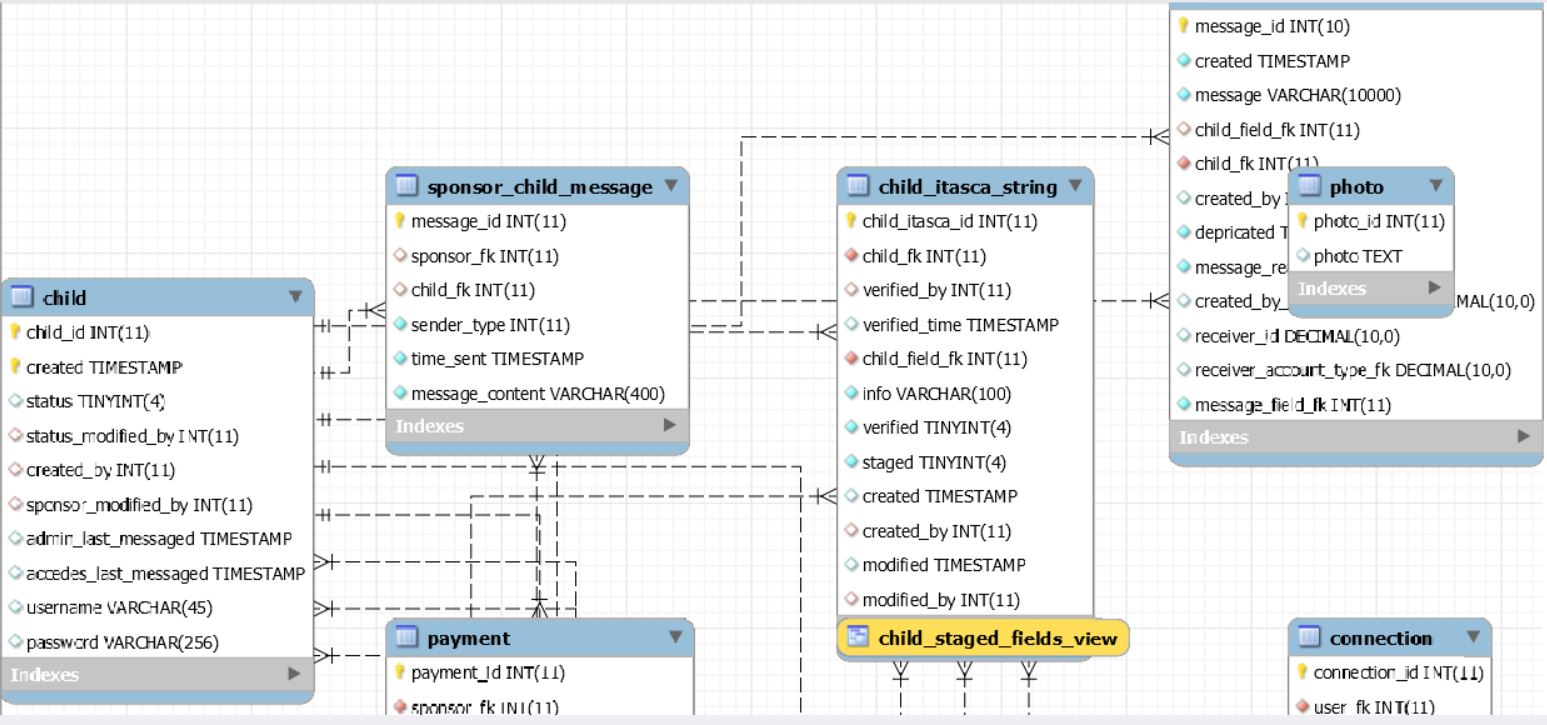 message_id INT(10)
created TIMESTAMP
message VARCHAR(10000)
child_field_fk INT(11)
child_fk INT(11)
created_by
depricated
created_by_ MAL(10,0)
receiver_id DECIMAL(10,0)
receiver_account_type_fk DECIMAL(10,0)
message_field_fk INT(11)
Indexes
photo
photo_id INT(11)
photo TEXT
Indexes
sponsor_child_message
message_id INT(11)
sponsor_fk INT(11)
child_fk INT(11)
sender_type INT(11)
time_sent TIMESTAMP
message_content VARCHAR(400)
Indexes
child_itasca_string
child_itasca_id INT(11)
child_fk INT(11)
verified_by INT(11)
verified_time TIMESTAMP
child_field_fk INT(11)
info VARCHAR(100)
verified TINYINT(4)
staged TINYINT(4)
created TIMESTAMP
created_by INT(11)
modified TIMESTAMP
modified_by INT(11)
child_staged_fields_view
child
child_id INT(11)
created TIMESTAMP
status TINYINT(4)
status_modified_by INT(11)
created_by INT(11)
sponsor_modified_by INT(11)
admin_last_messaged TIMESTAMP
accedes_last_messaged TIMESTAMP
username VARCHAR(45)
password VARCHAR(256)
Indexes
payment
payment_id INT(11)
sponsor_fk INT(11)
connection
connection_id INT(11)
user_fk INT(11)